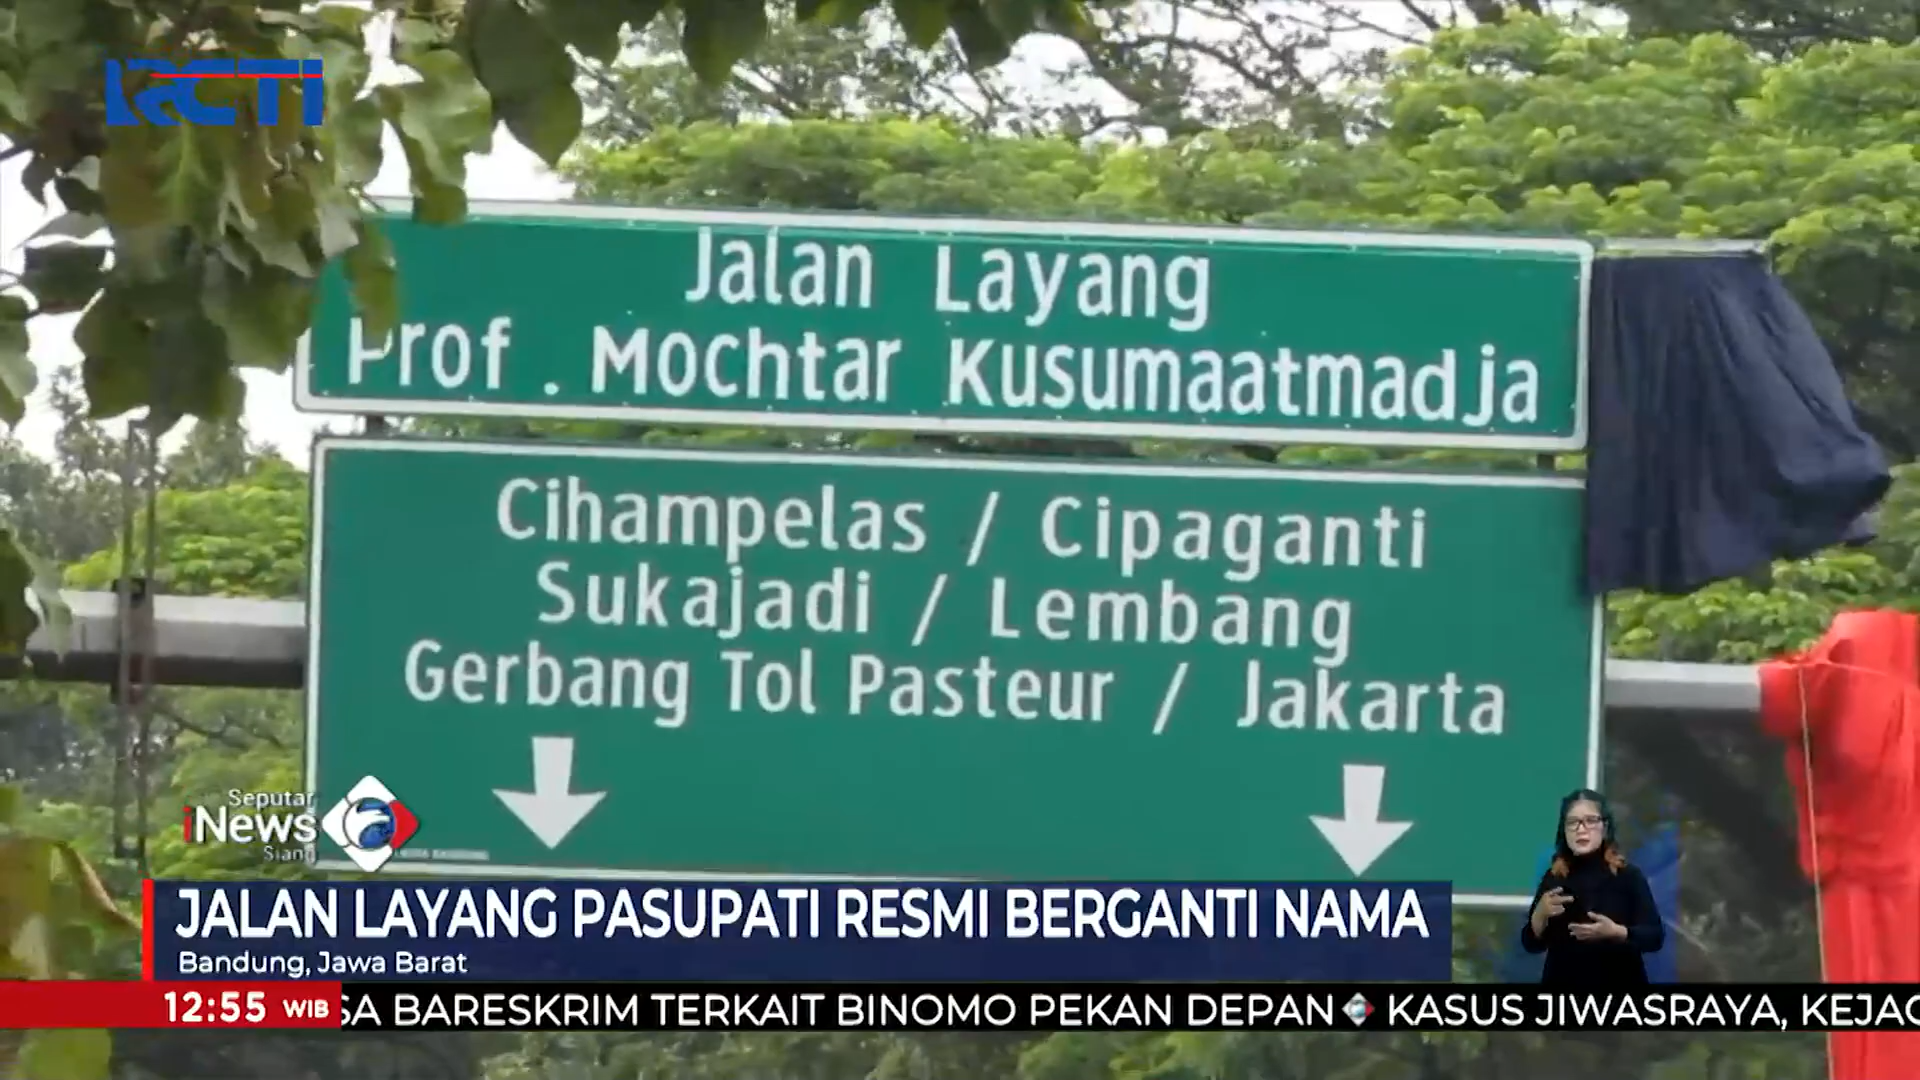 RCTI
Jalan Layang
Prof. Mochtar Kusumaatmadja
Cihampelas / Cipaganti
Sukajadi / Lembang
Gerbang Tol Pasteur / Jakarta
Seputar
iNews
Siang
JALAN LAYANG PASUPATI RESMI BERGANTI NAMA
Bandung, Jawa Barat
12:55 WIB SA BARESKRIM TERKAIT BINOMO PEKAN DEPAN KASUS JIWASRAYA, KEJAG